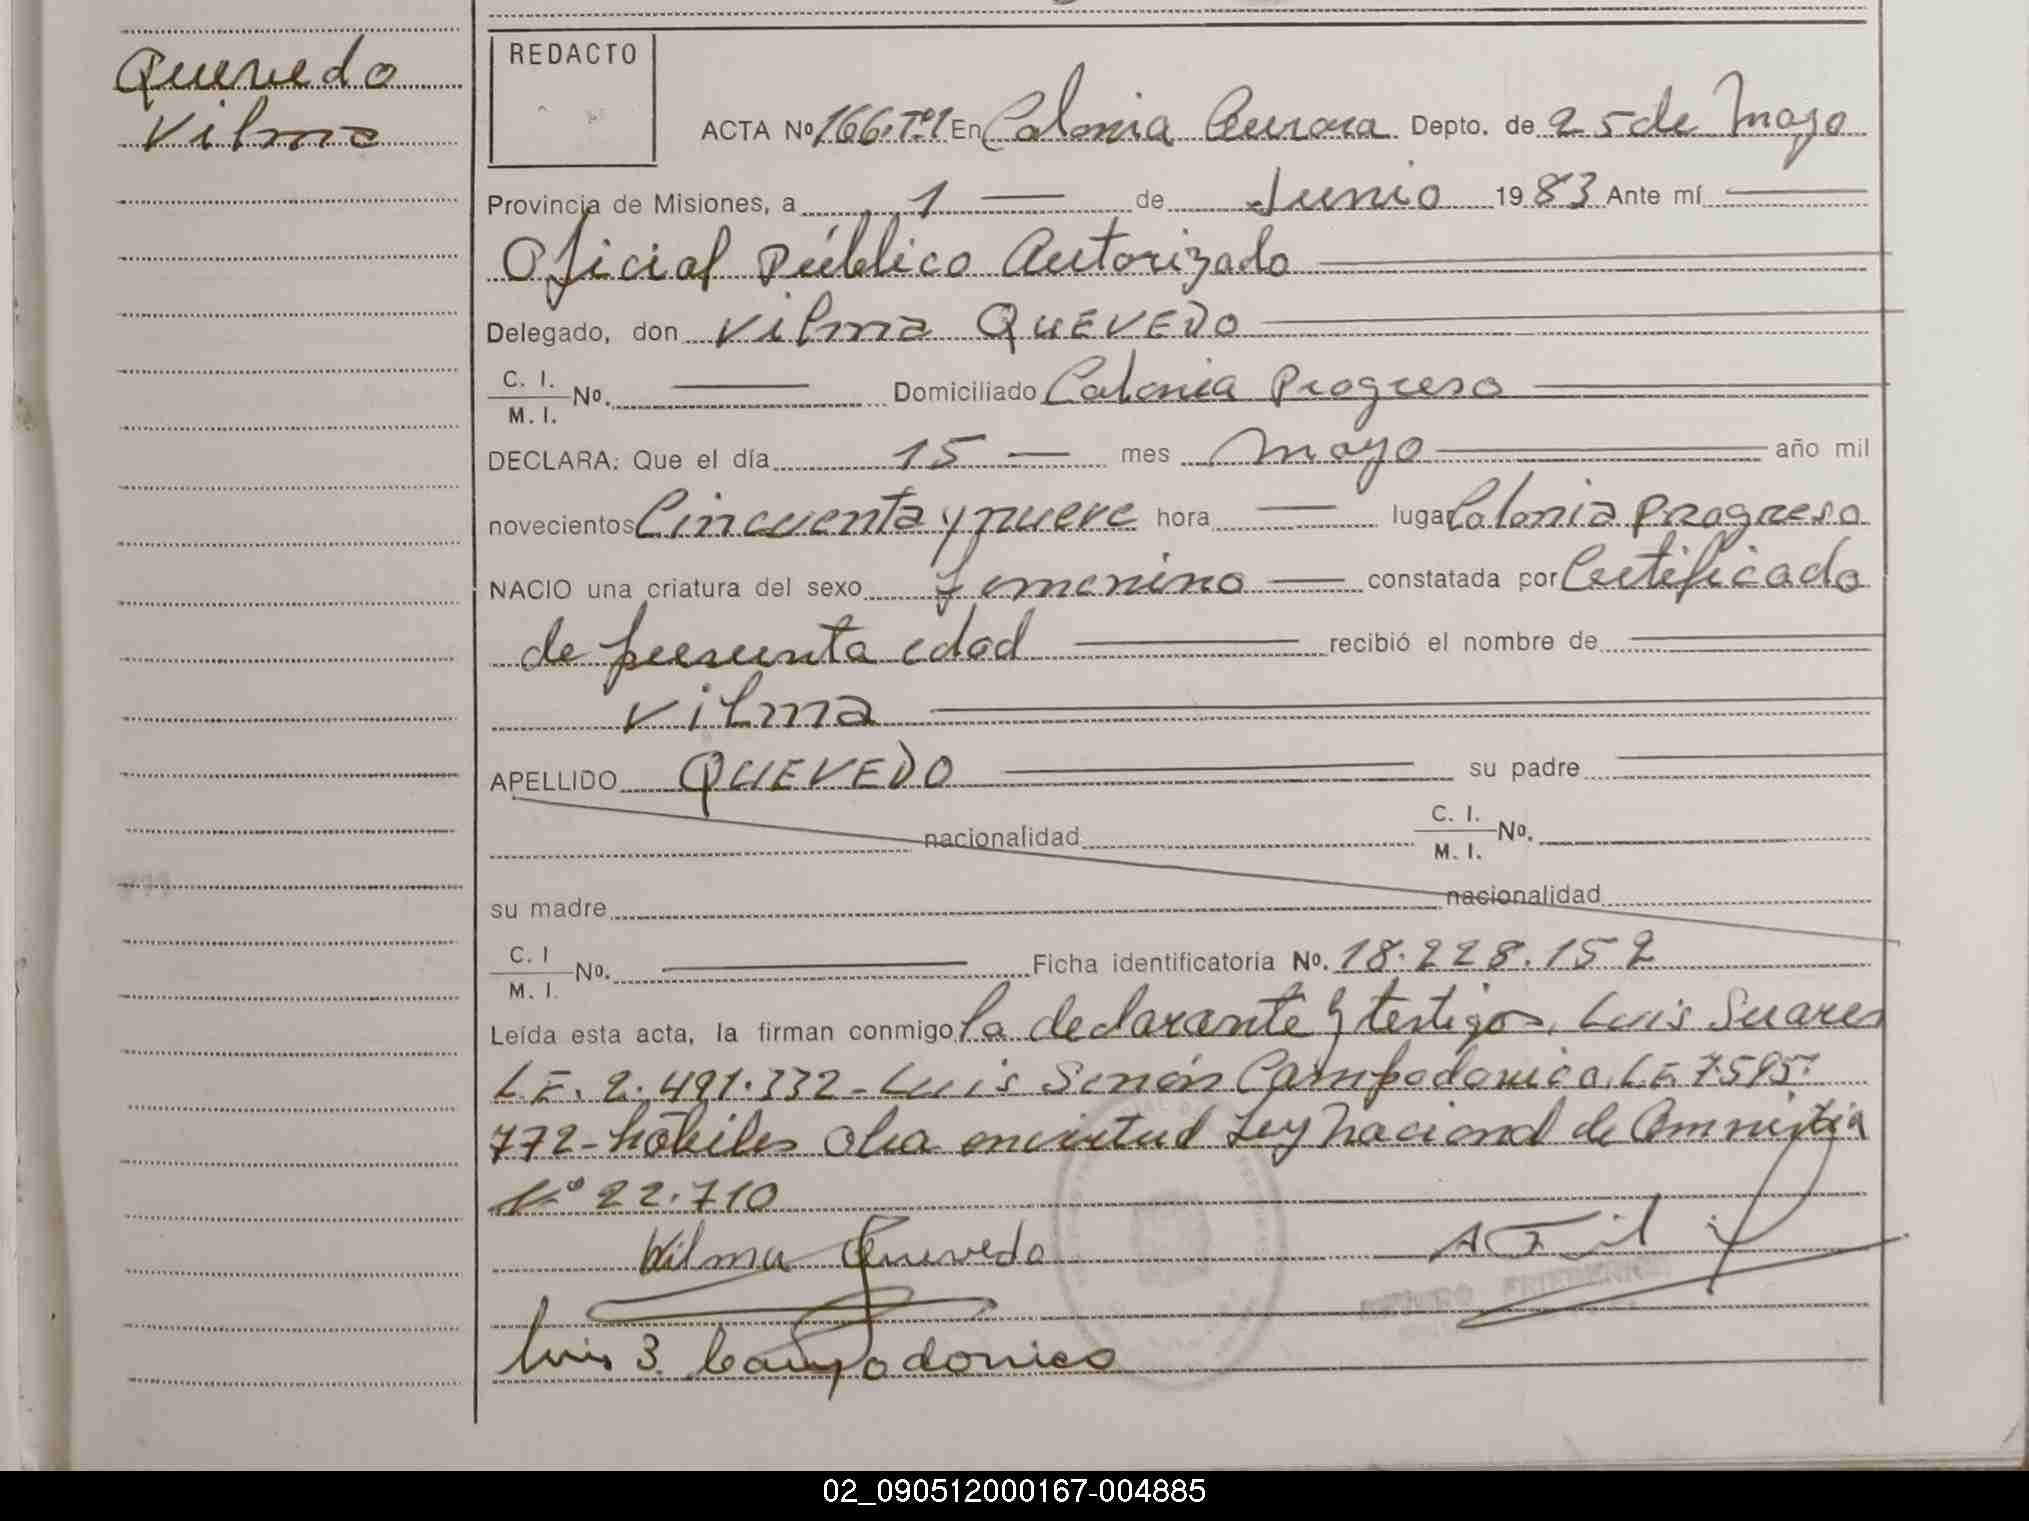 Quevedo
Vilma
REDACTO
ACTA Nº 166.Tº1 En Colonia Aurora Depto. de 25 de Mayo
Provincia de Misiones, a 1 — de Junio 1983 Ante mí
Oficial Público Autorizado
Delegado, don Vilma QUEVEDO
C. I.
M. I. No. — Domiciliado Colonia Progreso
DECLARA: Que el día 15 — mes mayo — año mil
novecientos Cincuenta y nueve hora — lugar Colonia Progreso
NACIO una criatura del sexo femenino — constatada por Certificado
de presunta edad — recibió el nombre de
Vilma
APELLIDO QUEVEDO — su padre
nacionalidad C. I.
M. I. No.
su madre nacionalidad
C. I
M. I. No. — Ficha identificatoria No. 18.228.152
Leída esta acta, la firman conmigo la declarante y testigos, Luis Suares
L.E. 2.491.332 - Luis Senón Campodonico, L.E. 7.595.
772 - hábiles en virtud Ley Nacional de Amnistia
Nº 22.710
Vilma Quevedo
Luis S. Campodonico
02_090512000167-004885